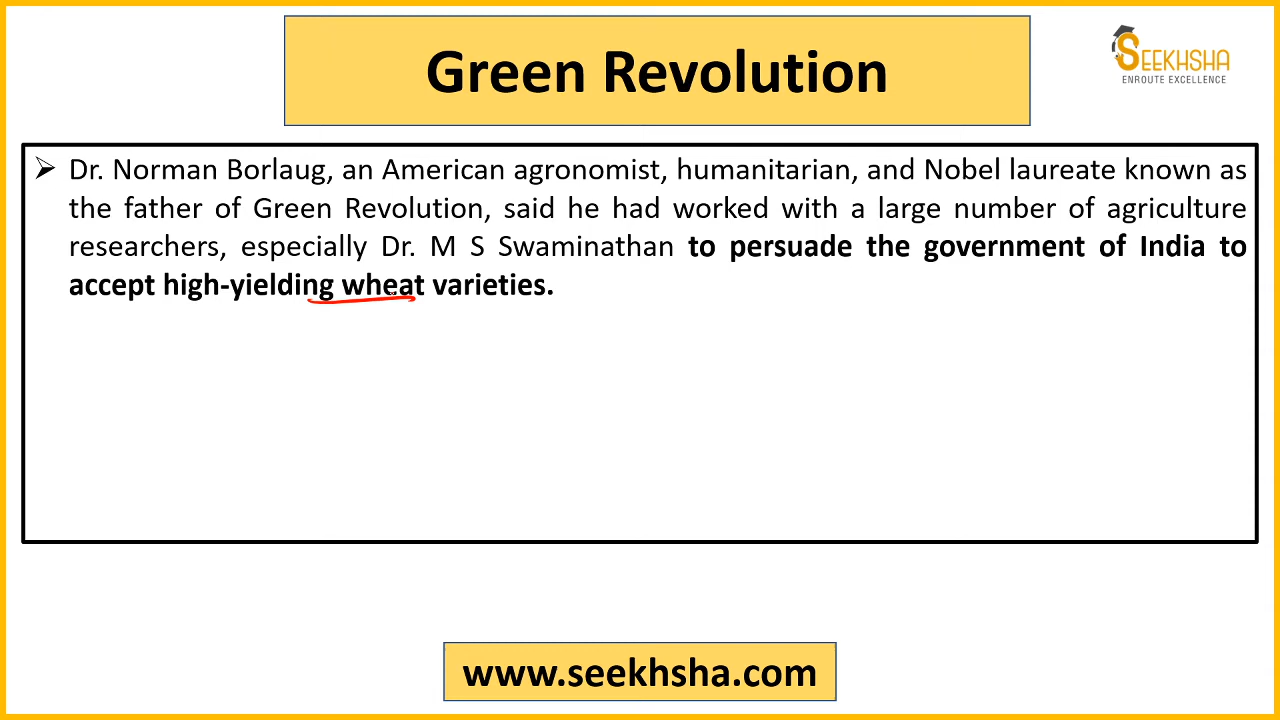 Green Revolution
SEEKHSHA
ENROUTE EXCELLENCE
➢ Dr. Norman Borlaug, an American agronomist, humanitarian, and Nobel laureate known as
the father of Green Revolution, said he had worked with a large number of agriculture
researchers, especially Dr. M S Swaminathan to persuade the government of India to
accept high-yielding wheat varieties.
www.seekhsha.com